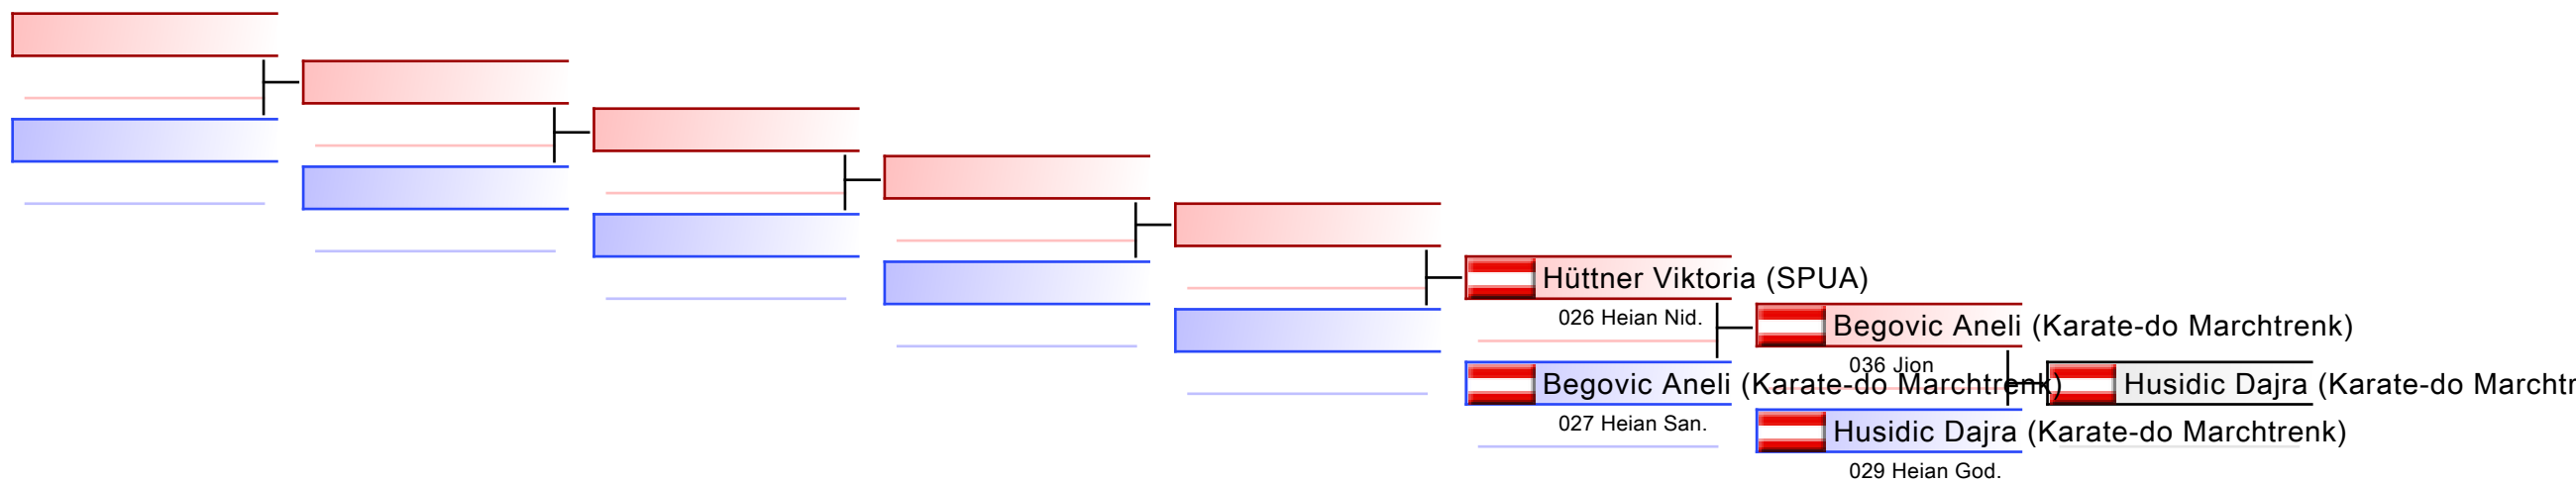 Hüttner Viktoria (SPUA)
026 Heian Nid.
Begovic Aneli (Karate-do Marchtrenk)
027 Heian San.
Begovic Aneli (Karate-do Marchtrenk)
036 Jion
Husidic Dajra (Karate-do Marchtrenk)
029 Heian God.
Husidic Dajra (Karate-do Marchtr